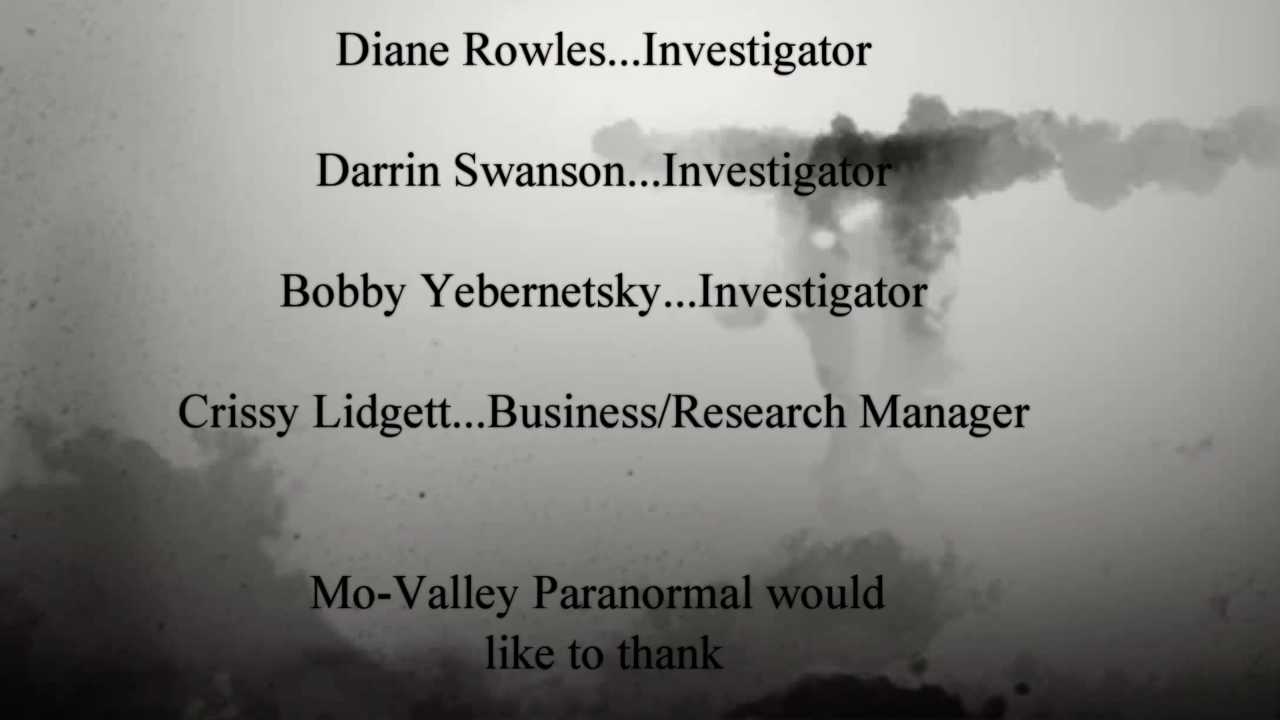 Diane Rowles...Investigator
Darrin Swanson...Investigator
Bobby Yebernetsky...Investigator
Crissy Lidgett...Business/Research Manager
Mo-Valley Paranormal would
like to thank